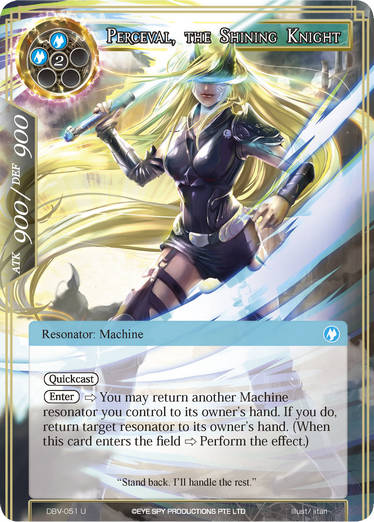 Perceval, the Shining Knight
2
ATK 900 / DEF 900
Resonator: Machine
Quickcast
Enter ⇨ You may return another Machine
resonator you control to its owner's hand. If you do,
return target resonator to its owner's hand. (When
this card enters the field ⇨ Perform the effect.)
"Stand back. I'll handle the rest."
DBV-051 U
©EYE SPY PRODUCTIONS PTE LTD
Illust/ jtan